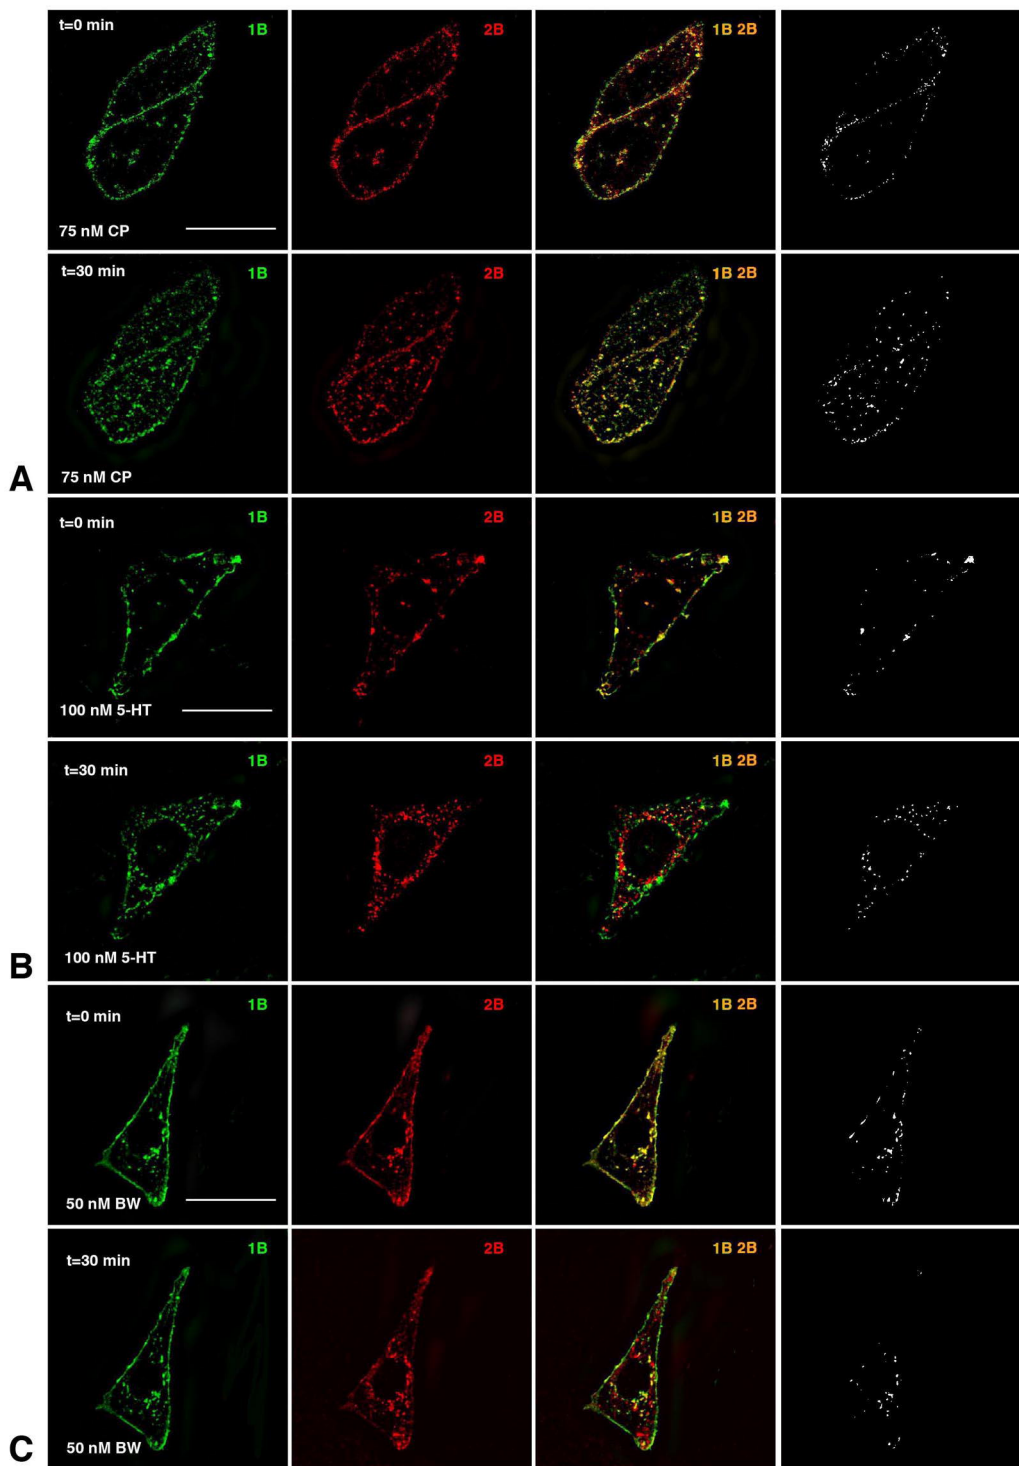 t=0 min 1B 2B 1B 2B
75 nM CP
t=30 min 1B 2B 1B 2B
A 75 nM CP
t=0 min 1B 2B 1B 2B
100 nM 5-HT
t=30 min 1B 2B 1B 2B
B 100 nM 5-HT
t=0 min 1B 2B 1B 2B
50 nM BW
t=30 min 1B 2B 1B 2B
C 50 nM BW